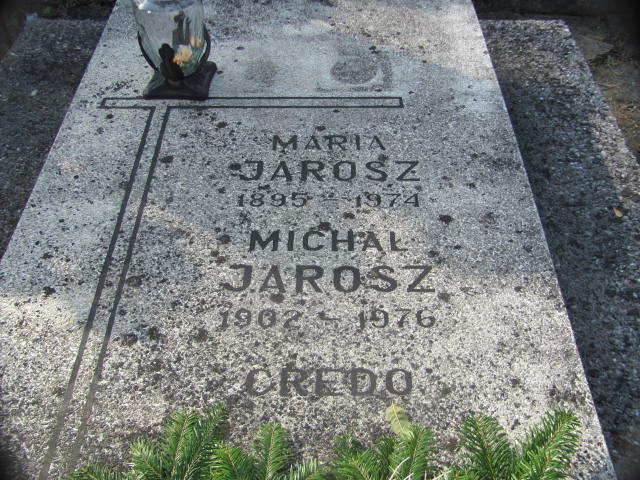 MARIA
JAROSZ
1895 - 1974
MICHAŁ
JAROSZ
1902 - 1976
CREDO